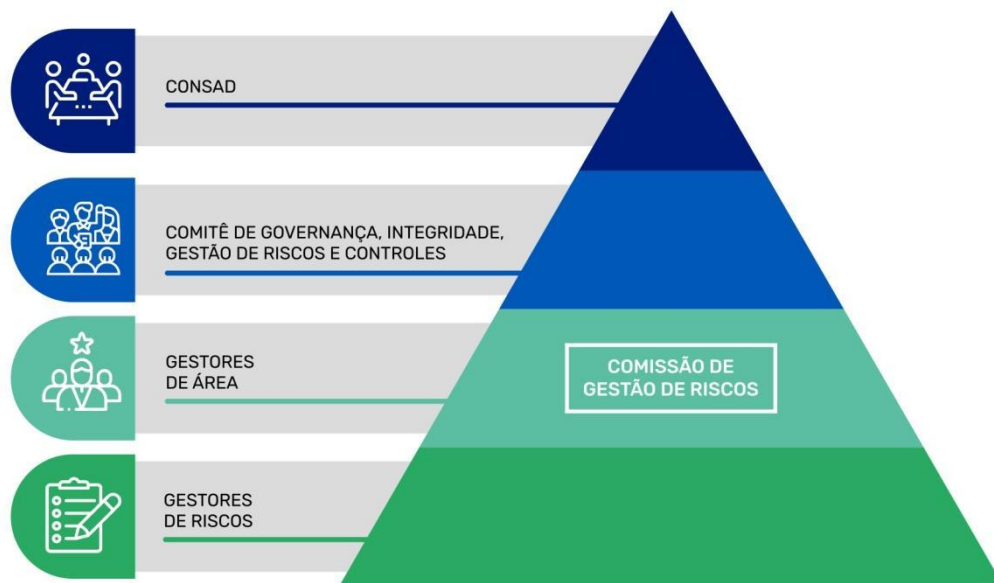 CONSAD
COMITÊ DE GOVERNANÇA, INTEGRIDADE,
GESTÃO DE RISCOS E CONTROLES
GESTORES
DE ÁREA
COMISSÃO DE
GESTÃO DE RISCOS
GESTORES
DE RISCOS